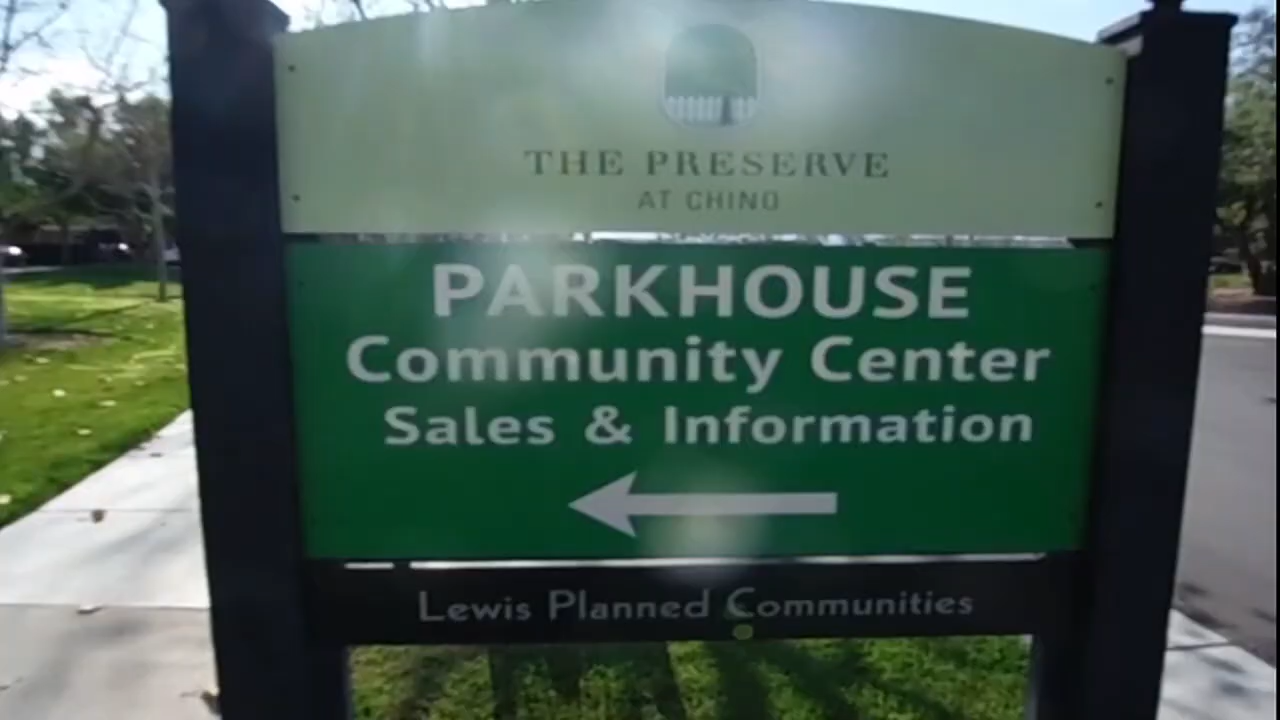 THE PRESERVE
AT CHINO
PARKHOUSE
Community Center
Sales & Information
Lewis Planned Communities